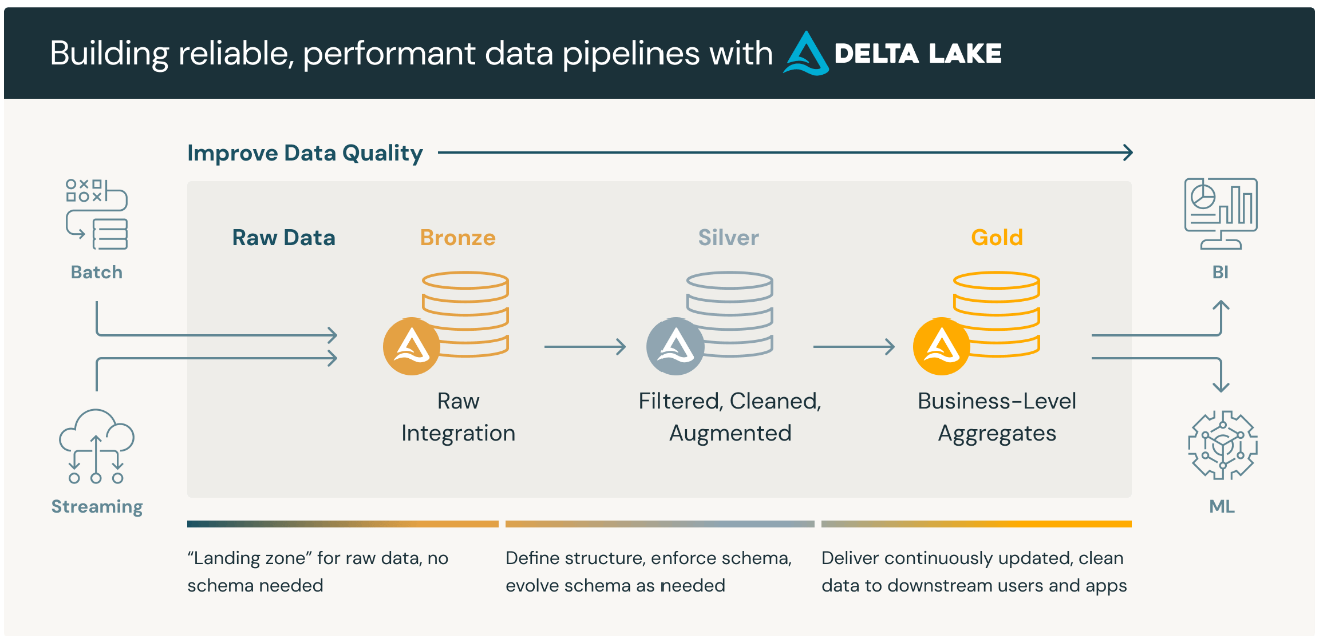 Building reliable, performant data pipelines with DELTA LAKE
Improve Data Quality
Batch
Streaming
Raw Data
Bronze
Raw
Integration
Silver
Filtered, Cleaned,
Augmented
Gold
Business-Level
Aggregates
BI
ML
“Landing zone” for raw data, no
schema needed
Define structure, enforce schema,
evolve schema as needed
Deliver continuously updated, clean
data to downstream users and apps